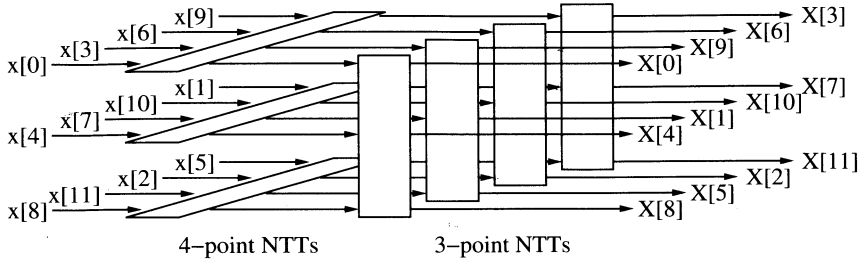 x[9] X[3]
x[6] X[6]
x[3] X[9]
x[0] X[0]
x[1] X[7]
x[10] X[10]
x[7] X[1]
x[4] X[4]
x[5] X[11]
x[2] X[2]
x[11] X[5]
x[8] X[8]
4-point NTTs 3-point NTTs